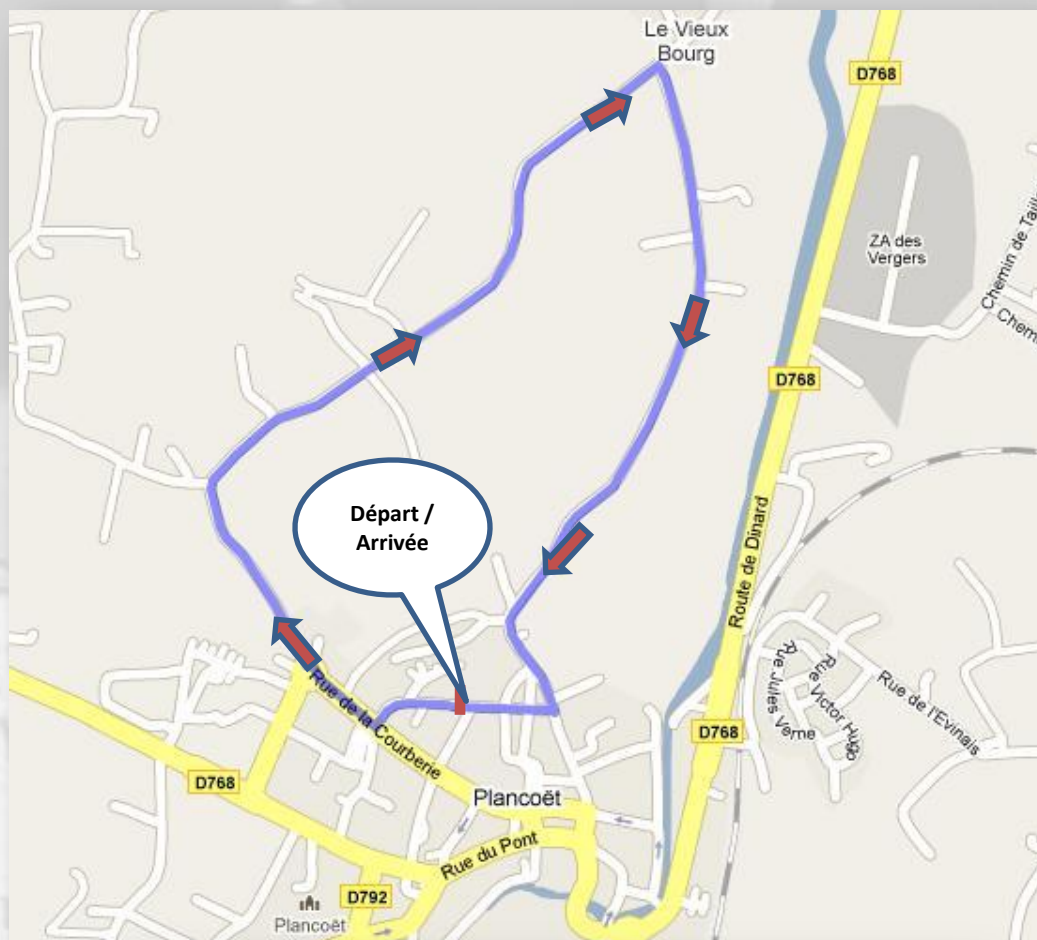 Le Vieux
Bourg
D768
ZA des
Vergers
Chemin de Taill
Chemi
D768
Départ /
Arrivée
Route de Dinard
Rue de la Courberie
Rue Jules Verne
Rue Victor Hugo
Rue de l'Evinais
D768
D768
Plancoët
Rue du Pont
D792
Plancoët